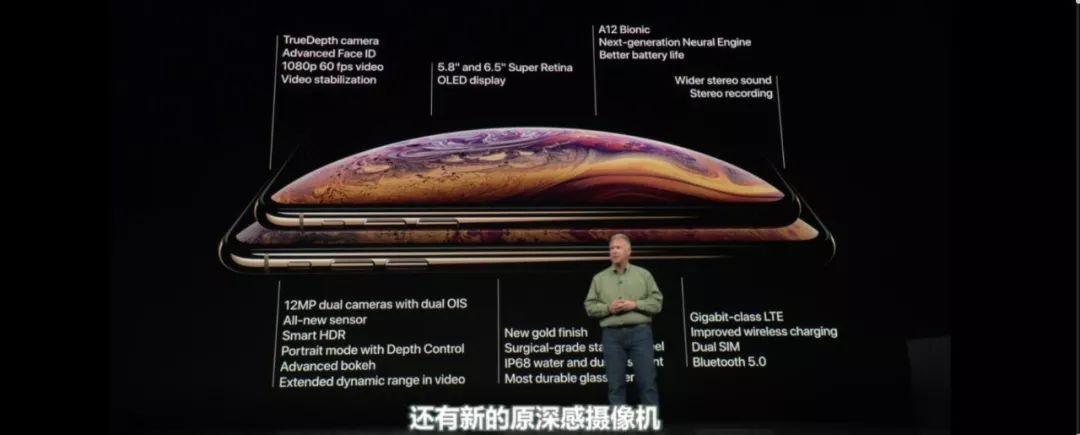 TrueDepth camera
Advanced Face ID
1080p 60 fps video
Video stabilization
5.8" and 6.5" Super Retina
OLED display
A12 Bionic
Next-generation Neural Engine
Better battery life
Wider stereo sound
Stereo recording
12MP dual cameras with dual OIS
All-new sensor
Smart HDR
Portrait mode with Depth Control
Advanced bokeh
Extended dynamic range in video
New gold finish
Surgical-grade
IP68 water and
Most durable glass
Gigabit-class LTE
Improved wireless charging
Dual SIM
Bluetooth 5.0
还有新的原深感摄像机